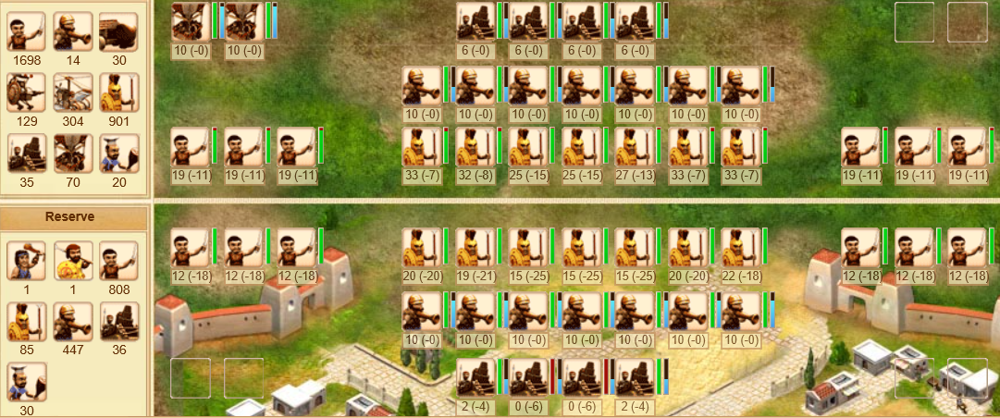 1698 14 30
129 304 901
35 70 20
10 (-0) 10 (-0) 6 (-0) 6 (-0) 6 (-0) 6 (-0)
10 (-0) 10 (-0) 10 (-0) 10 (-0) 10 (-0) 10 (-0) 10 (-0)
19 (-11) 19 (-11) 19 (-11) 33 (-7) 32 (-8) 25 (-15) 25 (-15) 27 (-13) 33 (-7) 33 (-7) 19 (-11) 19 (-11) 19 (-11)
Reserve
1 1 808
85 447 36
30
12 (-18) 12 (-18) 12 (-18) 20 (-20) 19 (-21) 15 (-25) 15 (-25) 15 (-25) 20 (-20) 22 (-18) 12 (-18) 12 (-18) 12 (-18)
10 (-0) 10 (-0) 10 (-0) 10 (-0) 10 (-0) 10 (-0) 10 (-0)
2 (-4) 0 (-6) 0 (-6) 2 (-4)